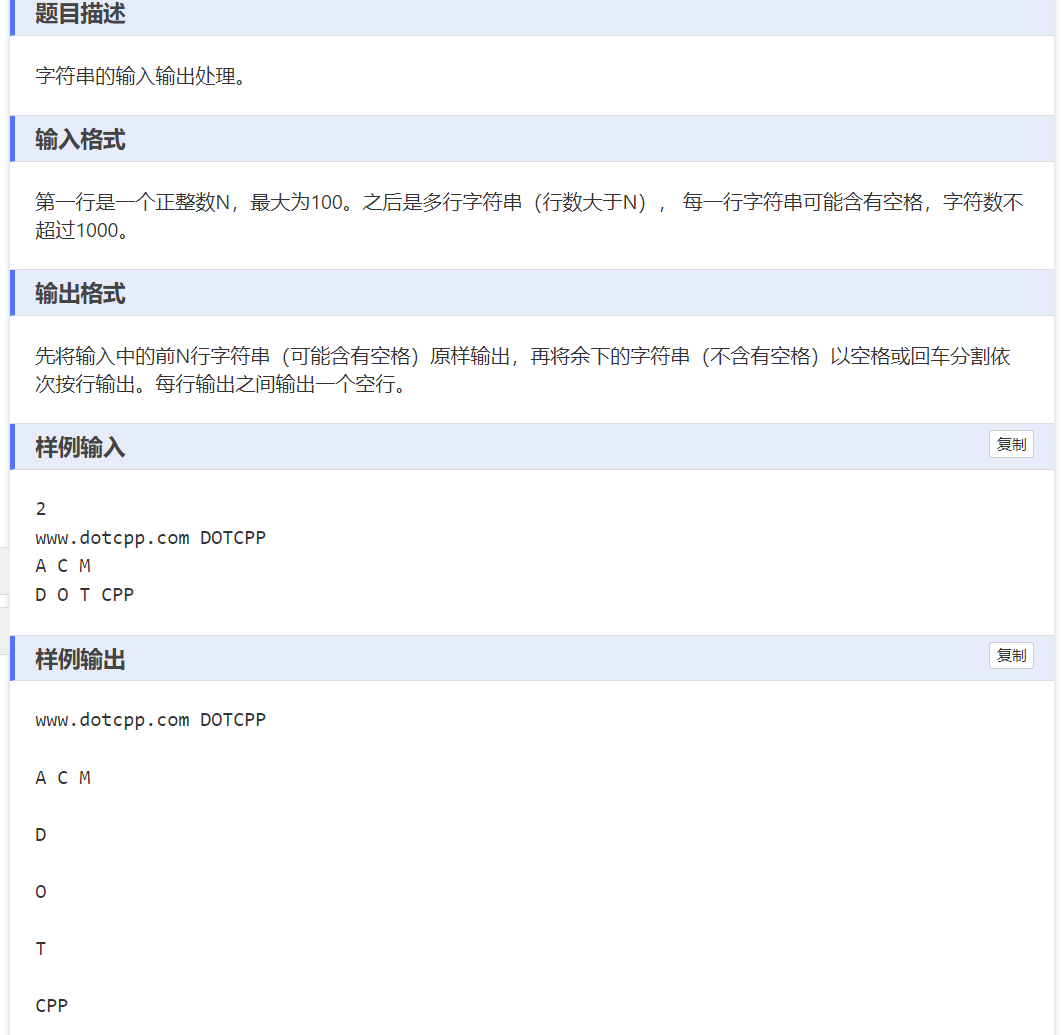 题目描述
字符串的输入输出处理。
输入格式
第一行是一个正整数N，最大为100。之后是多行字符串（行数大于N）， 每一行字符串可能含有空格，字符数不
超过1000。
输出格式
先将输入中的前N行字符串（可能含有空格）原样输出，再将余下的字符串（不含有空格）以空格或回车分割依
次按行输出。每行输出之间输出一个空行。
样例输入
复制
2
www.dotcpp.com DOTCPP
A C M
D O T CPP
样例输出
复制
www.dotcpp.com DOTCPP
A C M
D
O
T
CPP